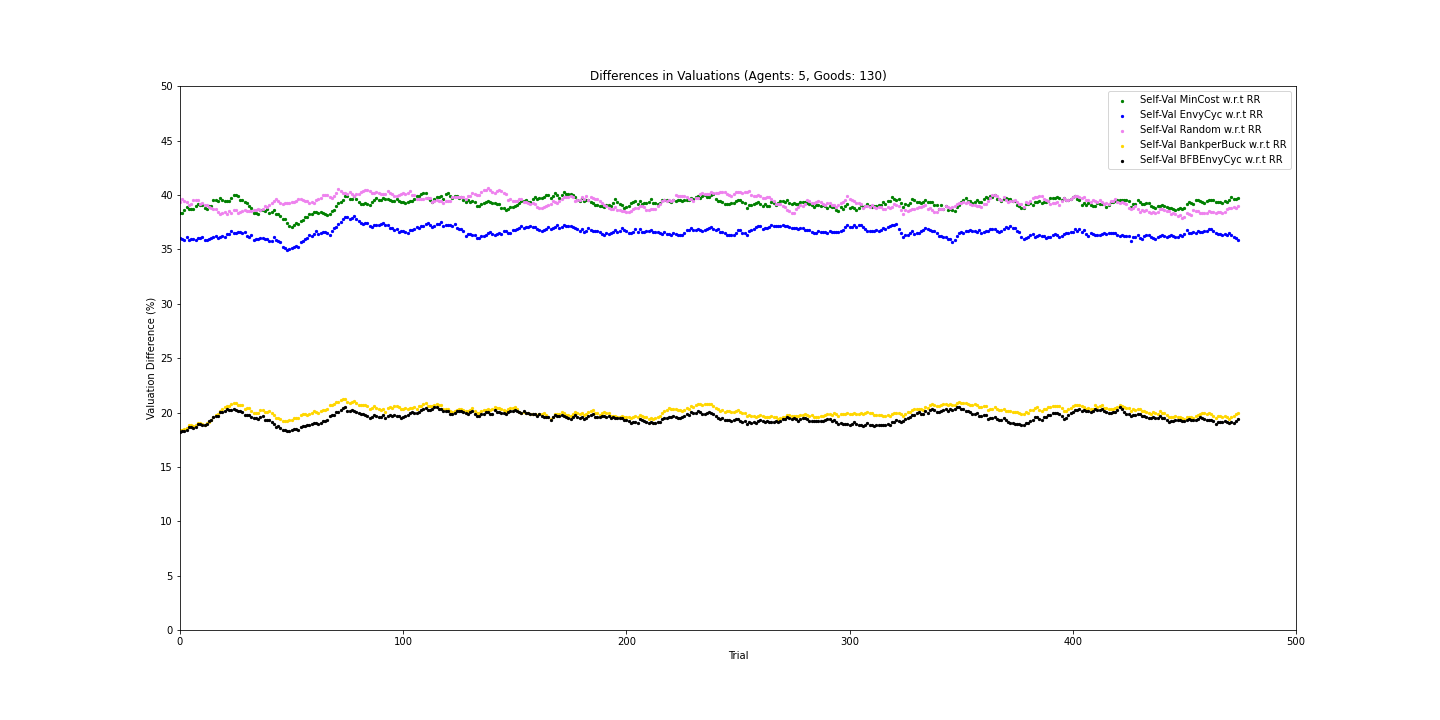 Differences in Valuations (Agents: 5, Goods: 130)
50
45
40
35
30
25
20
15
10
5
0
Valuation Difference (%)
Self-Val MinCost w.r.t RR
Self-Val EnvyCyc w.r.t RR
Self-Val Random w.r.t RR
Self-Val BankperBuck w.r.t RR
Self-Val BFBEnvyCyc w.r.t RR
0 100 200 300 400 500
Trial